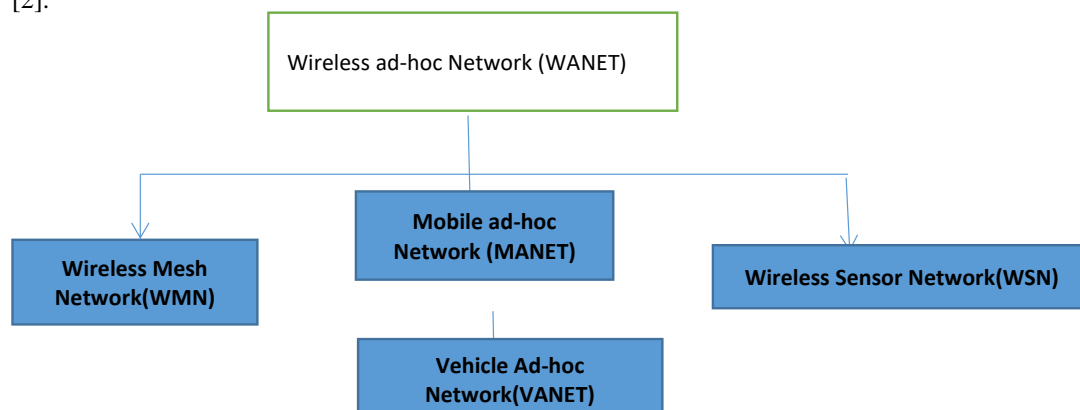 [2].
Wireless ad-hoc Network (WANET)
Mobile ad-hoc
Network (MANET)
Wireless Mesh
Network(WMN)
Wireless Sensor Network(WSN)
Vehicle Ad-hoc
Network(VANET)